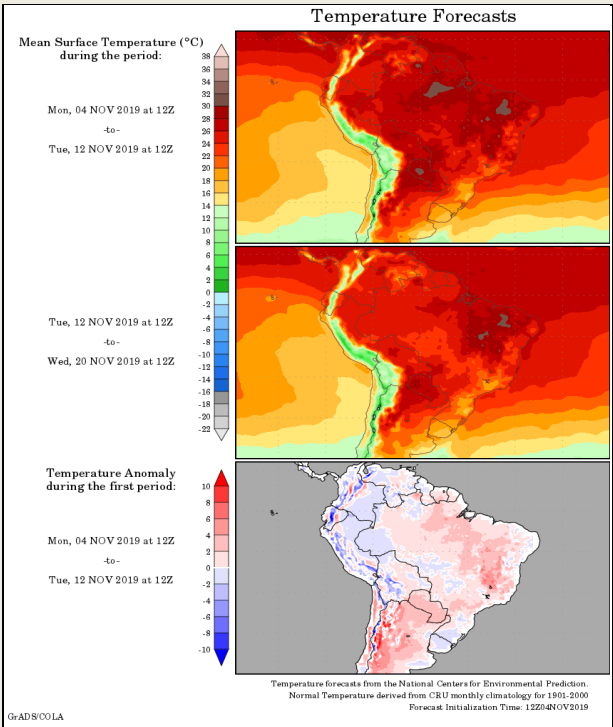 Temperature Forecasts
Mean Surface Temperature (°C)
during the period:
Mon, 04 NOV 2019 at 12Z
-to-
Tue, 12 NOV 2019 at 12Z
38
36
34
32
30
28
26
24
22
20
18
16
14
12
10
8
6
4
2
0
-2
-4
-6
-8
-10
-12
-14
-16
-18
-20
-22
Tue, 12 NOV 2019 at 12Z
-to-
Wed, 20 NOV 2019 at 12Z
Temperature Anomaly
during the first period:
Mon, 04 NOV 2019 at 12Z
-to-
Tue, 12 NOV 2019 at 12Z
10
8
6
4
2
0
-2
-4
-6
-8
-10
Temperature forecasts from the National Centers for Environmental Prediction.
Normal Temperature derived from CRU monthly climatology for 1901-2000
Forecast Initialization Time: 12Z04NOV2019
GrADS/COLA